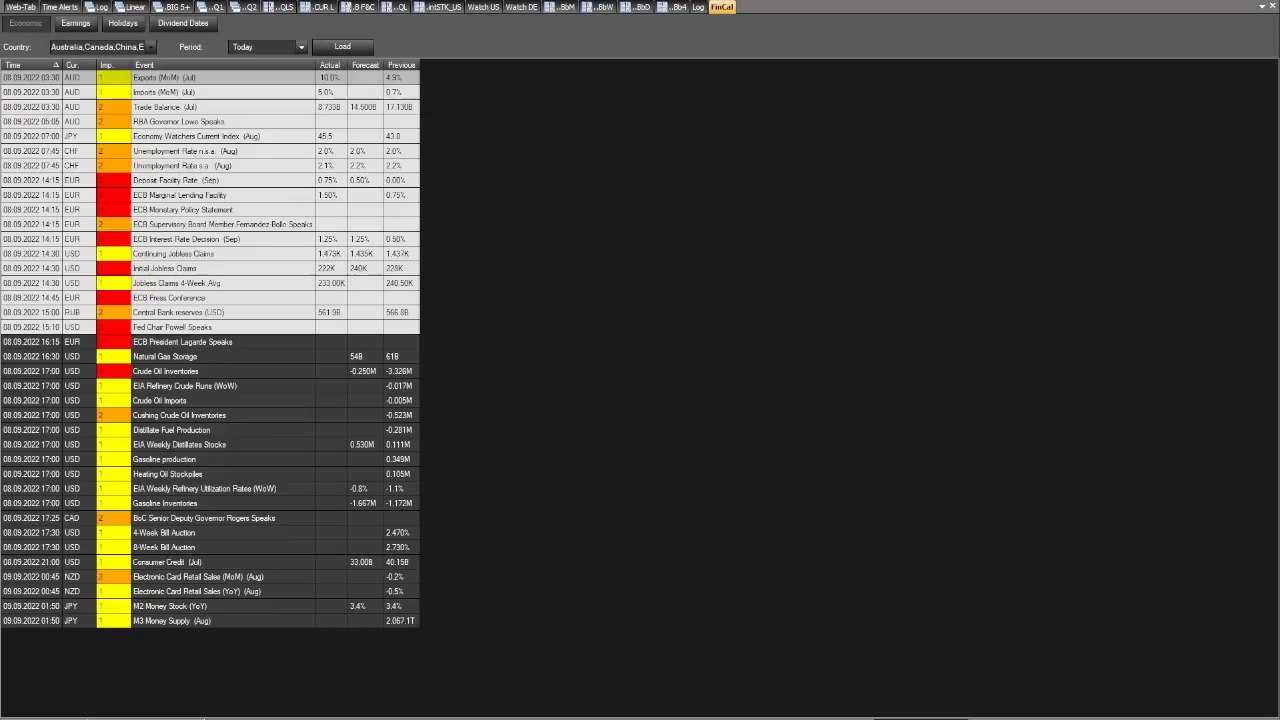 Web-Tab Time Alerts Log Linear BIG 5+ ..Q1 ..Q2 ..QLS .CUR L .B F&C ..QL .intSTK_US Watch US Watch DE ..BbM ..BbW ..BbD ..Bb4 Log FinCal
Economic Earnings Holidays Dividend Dates
Country: Australia,Canada,China,E Period: Today Load
Time Cur. Imp. Event Actual Forecast Previous
08.09.2022 03:30 AUD 1 Exports (MoM) (Jul) -10.0% 4.9%
08.09.2022 03:30 AUD 1 Imports (MoM) (Jul) 5.0% 0.7%
08.09.2022 03:30 AUD 2 Trade Balance (Jul) 8.733B 14.500B 17.130B
08.09.2022 05:05 AUD 2 RBA Governor Lowe Speaks
08.09.2022 07:00 JPY 1 Economy Watchers Current Index (Aug) 45.5 43.8
08.09.2022 07:45 CHF 2 Unemployment Rate n.s.a. (Aug) 2.0% 2.0% 2.0%
08.09.2022 07:45 CHF 2 Unemployment Rate s.a. (Aug) 2.1% 2.2% 2.2%
08.09.2022 14:15 EUR Deposit Facility Rate (Sep) 0.75% 0.50% 0.00%
08.09.2022 14:15 EUR ECB Marginal Lending Facility 1.50% 0.75%
08.09.2022 14:15 EUR ECB Monetary Policy Statement
08.09.2022 14:15 EUR 2 ECB Supervisory Board Member Fernandez-Bollo Speaks
08.09.2022 14:15 EUR ECB Interest Rate Decision (Sep) 1.25% 1.25% 0.50%
08.09.2022 14:30 USD 1 Continuing Jobless Claims 1.473K 1.435K 1.437K
08.09.2022 14:30 USD Initial Jobless Claims 222K 240K 228K
08.09.2022 14:30 USD 1 Jobless Claims 4-Week Avg. 233.00K 240.50K
08.09.2022 14:45 EUR ECB Press Conference
08.09.2022 15:00 RUB 2 Central Bank reserves (USD) 561.9B 566.8B
08.09.2022 15:10 USD Fed Chair Powell Speaks
08.09.2022 16:15 EUR ECB President Lagarde Speaks
08.09.2022 16:30 USD 1 Natural Gas Storage 54B 61B
08.09.2022 17:00 USD Crude Oil Inventories -0.250M -3.326M
08.09.2022 17:00 USD 1 EIA Refinery Crude Runs (WoW) -0.017M
08.09.2022 17:00 USD 1 Crude Oil Imports -0.005M
08.09.2022 17:00 USD 2 Cushing Crude Oil Inventories -0.523M
08.09.2022 17:00 USD 1 Distillate Fuel Production -0.281M
08.09.2022 17:00 USD 1 EIA Weekly Distillates Stocks 0.530M 0.111M
08.09.2022 17:00 USD 1 Gasoline production 0.349M
08.09.2022 17:00 USD 1 Heating Oil Stockpiles 0.105M
08.09.2022 17:00 USD 1 EIA Weekly Refinery Utilization Rates (WoW) -0.8% -1.1%
08.09.2022 17:00 USD 1 Gasoline Inventories -1.667M -1.172M
08.09.2022 17:25 CAD 2 BoC Senior Deputy Governor Rogers Speaks
08.09.2022 17:30 USD 1 4-Week Bill Auction 2.470%
08.09.2022 17:30 USD 1 8-Week Bill Auction 2.730%
08.09.2022 21:00 USD 1 Consumer Credit (Jul) 33.00B 40.15B
09.09.2022 00:45 NZD 2 Electronic Card Retail Sales (MoM) (Aug) -0.2%
09.09.2022 00:45 NZD 1 Electronic Card Retail Sales (YoY) (Aug) -0.5%
09.09.2022 01:50 JPY 1 M2 Money Stock (YoY) 3.4% 3.4%
09.09.2022 01:50 JPY 1 M3 Money Supply (Aug) 2.067.1T